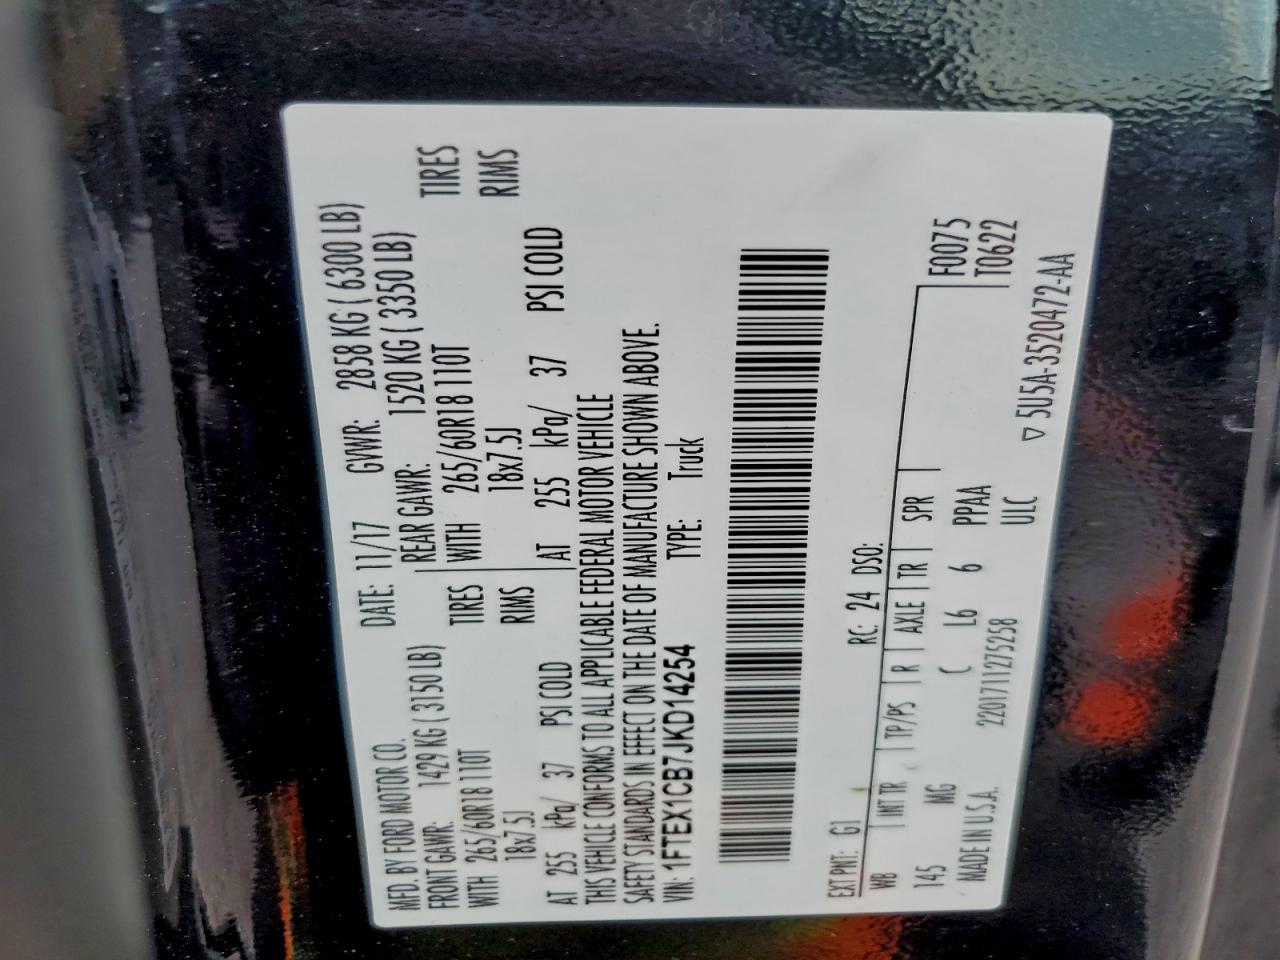 MFD. BY FORD MOTOR CO.
DATE: 11/17 GVWR: 2858 KG ( 6300 LB)
FRONT GAWR: 1429 KG ( 3150 LB) REAR GAWR: 1520 KG ( 3350 LB)
WITH 265/60R18 110T TIRES WITH 265/60R18 110T TIRES
18x7.5J RIMS 18x7.5J RIMS
AT 255 kPa/ 37 PSI COLD AT 255 kPa/ 37 PSI COLD
THIS VEHICLE CONFORMS TO ALL APPLICABLE FEDERAL MOTOR VEHICLE
SAFETY STANDARDS IN EFFECT ON THE DATE OF MANUFACTURE SHOWN ABOVE.
VIN: 1FTEX1CB7JKD14254 TYPE: Truck
EXT PNT: G1 RC: 24 DSO:
WB INT TR TP/PS R AXLE TR SPR F0075
145 MG C L6 6 PPAA T0622
ULC
MADE IN U.S.A. 2201711275258 ▽ 5U5A-3520472-AA